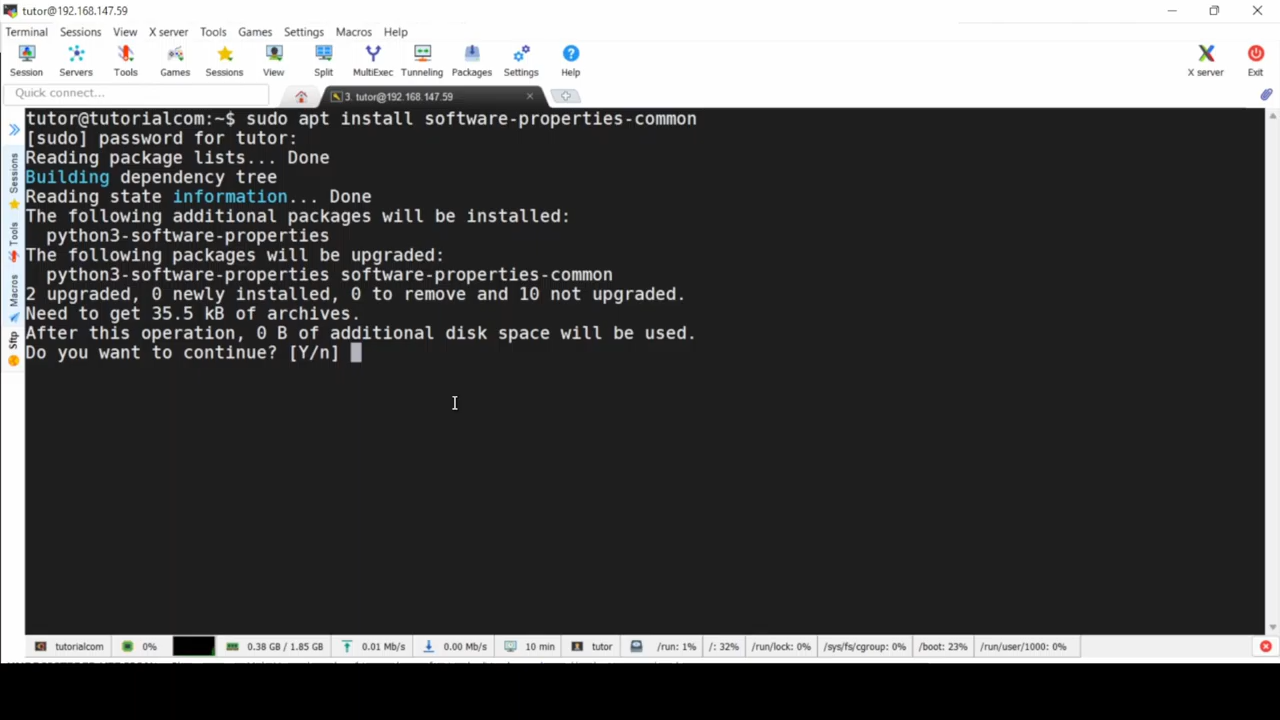 tutor@192.168.147.59
Terminal Sessions View X server Tools Games Settings Macros Help
Session Servers Tools Games Sessions View Split MultiExec Tunneling Packages Settings Help X server Exit
Quick connect...
3. tutor@192.168.147.59
Sessions
Tools
Macros
Sftp
tutor@tutorialcom:~$ sudo apt install software-properties-common
[sudo] password for tutor:
Reading package lists... Done
Building dependency tree
Reading state information... Done
The following additional packages will be installed:
python3-software-properties
The following packages will be upgraded:
python3-software-properties software-properties-common
2 upgraded, 0 newly installed, 0 to remove and 10 not upgraded.
Need to get 35.5 kB of archives.
After this operation, 0 B of additional disk space will be used.
Do you want to continue? [Y/n]
tutorialcom 0% 0.38 GB / 1.85 GB 0.01 Mb/s 0.00 Mb/s 10 min tutor /run: 1% /: 32% /run/lock: 0% /sys/fs/cgroup: 0% /boot: 23% /run/user/1000: 0%